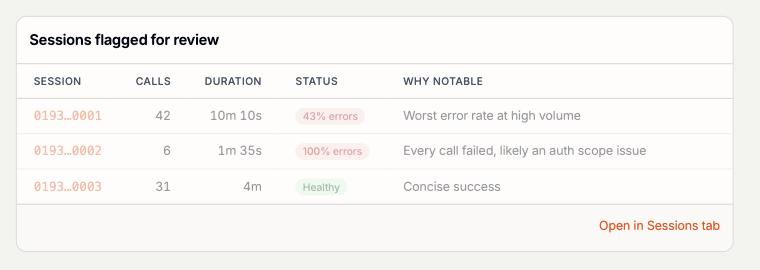 Sessions flagged for review
SESSION CALLS DURATION STATUS WHY NOTABLE
0193…0001 42 10m 10s 43% errors Worst error rate at high volume
0193…0002 6 1m 35s 100% errors Every call failed, likely an auth scope issue
0193…0003 31 4m Healthy Concise success
Open in Sessions tab